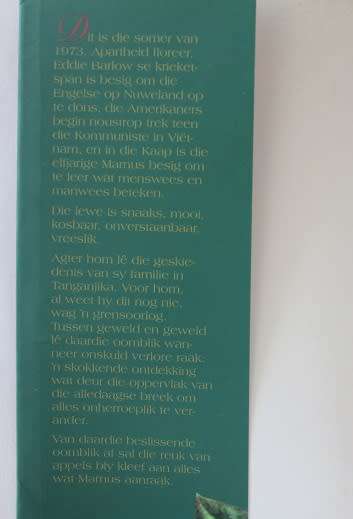 Dit is die somer van
1973. Apartheid floreer,
Eddie Barlow se krieket-
span is besig om die
Engelse op Nuweland op
te dons, die Amerikaners
begin noustrop trek teen
die Kommuniste in Viët-
nam, en in die Kaap is die
elfjarige Marnus besig om
te leer wat menswees en
manwees beteken.
Die lewe is snaaks, mooi,
kosbaar, onverstaanbaar,
vreeslik.
Agter hom lê die geskie-
denis van sy familie in
Tanganjika. Voor hom,
al weet hy dit nog nie,
wag 'n grensoorlog.
Tussen geweld en geweld
lê daardie oomblik wan-
neer onskuld verlore raak:
'n skokkende ontdekking
wat deur die oppervlak van
die alledaagse breek om
alles onherroeplik te ver-
ander.
Van daardie beslissende
oomblik af sal die reuk van
appels bly kleef aan alles
wat Marnus aanraak.